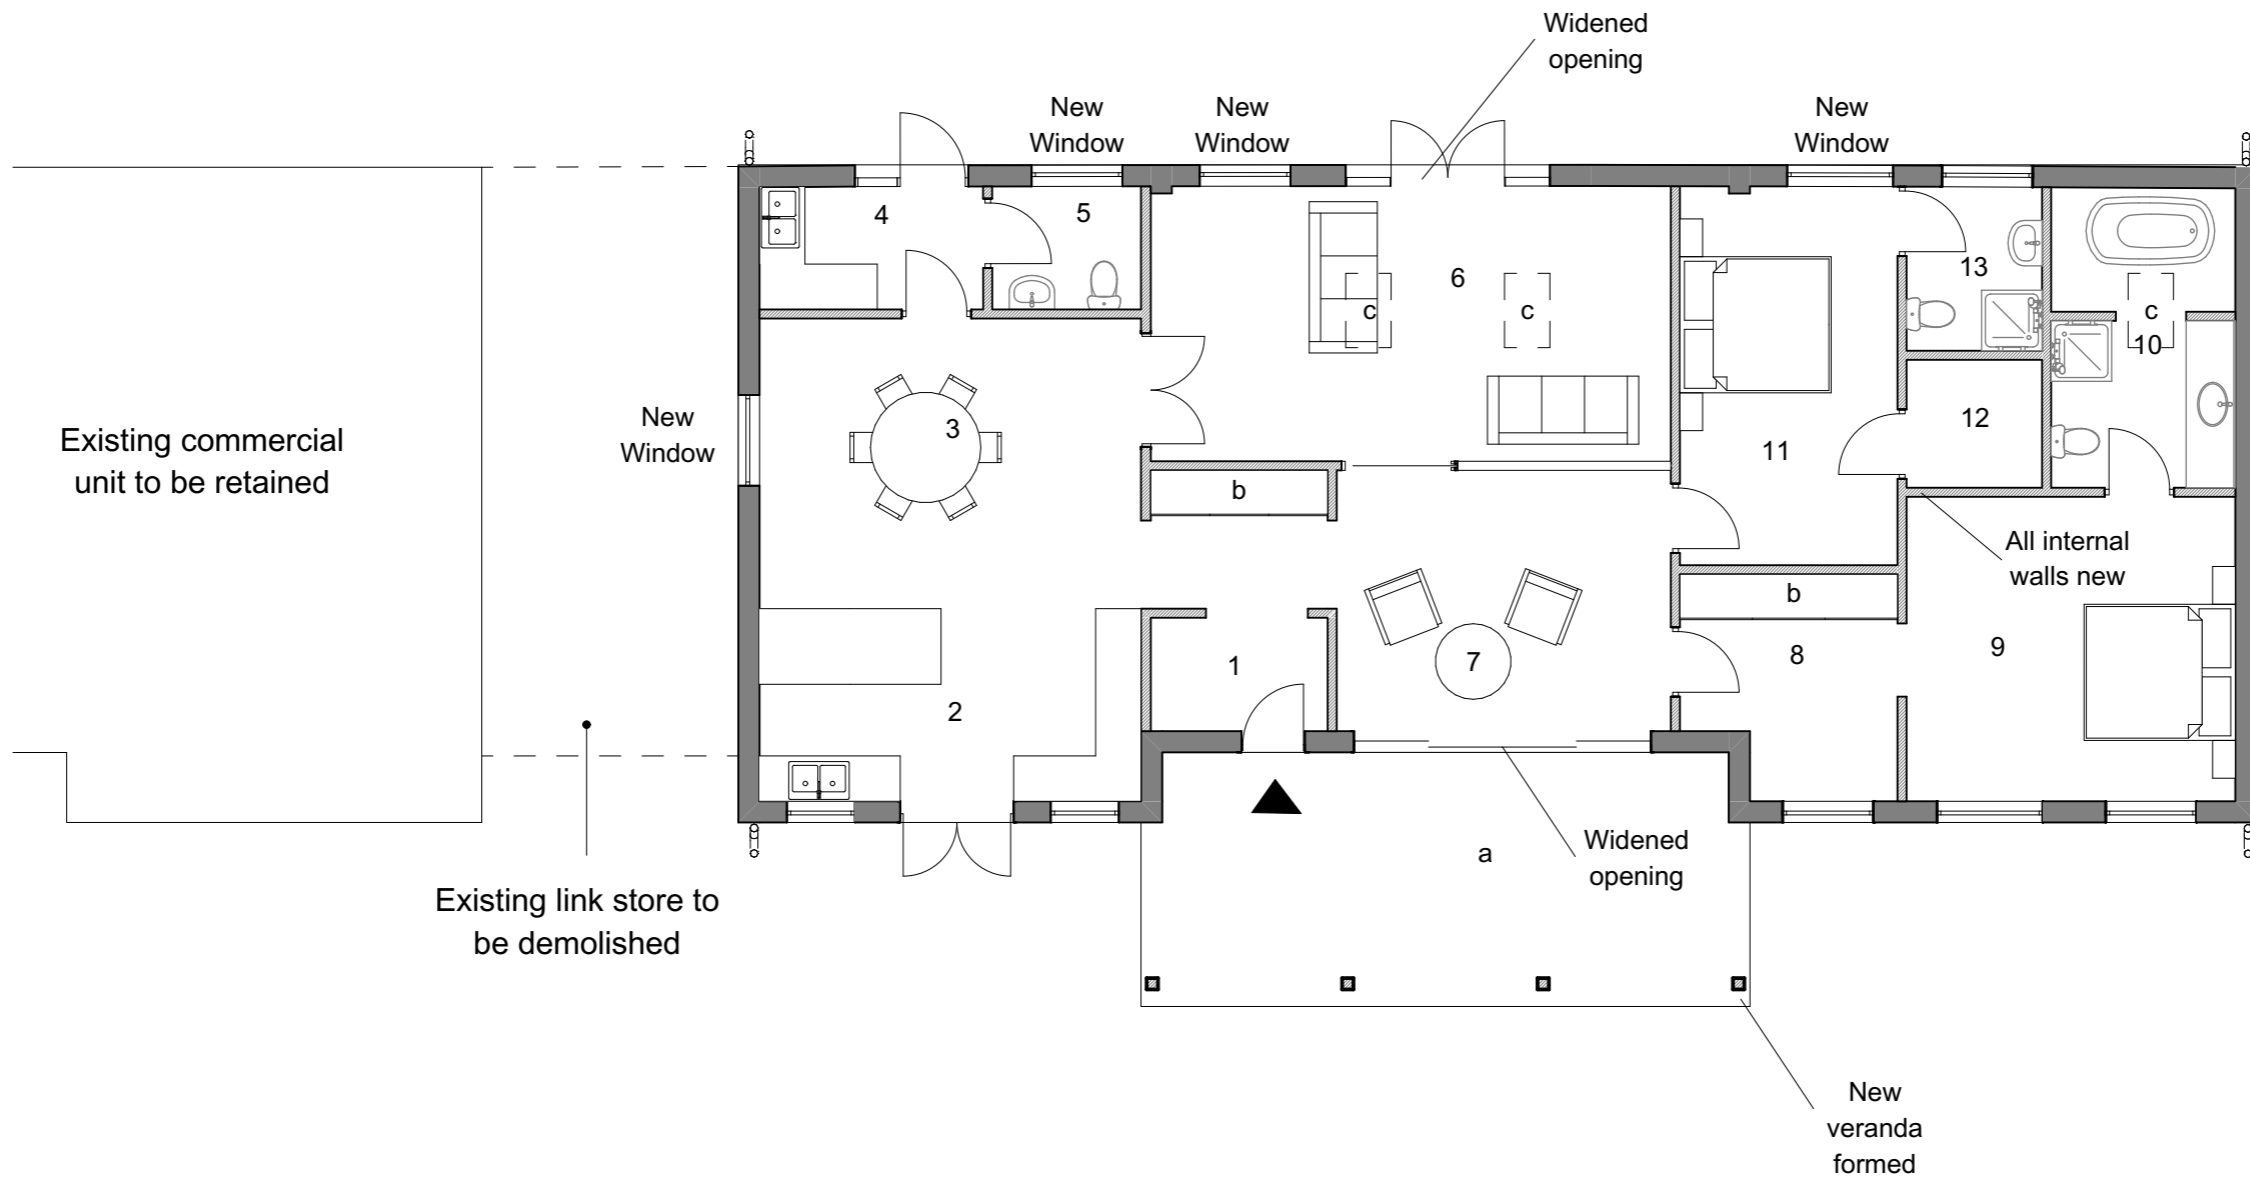 Widened
opening
New
Window
New
Window
New
Window
4
5
6
c
c
13
c
10
3
New
Window
12
11
Existing commercial
unit to be retained
b
All internal
walls new
b
1
7
8
9
2
Widened
opening
a
Existing link store to
be demolished
New
veranda
formed